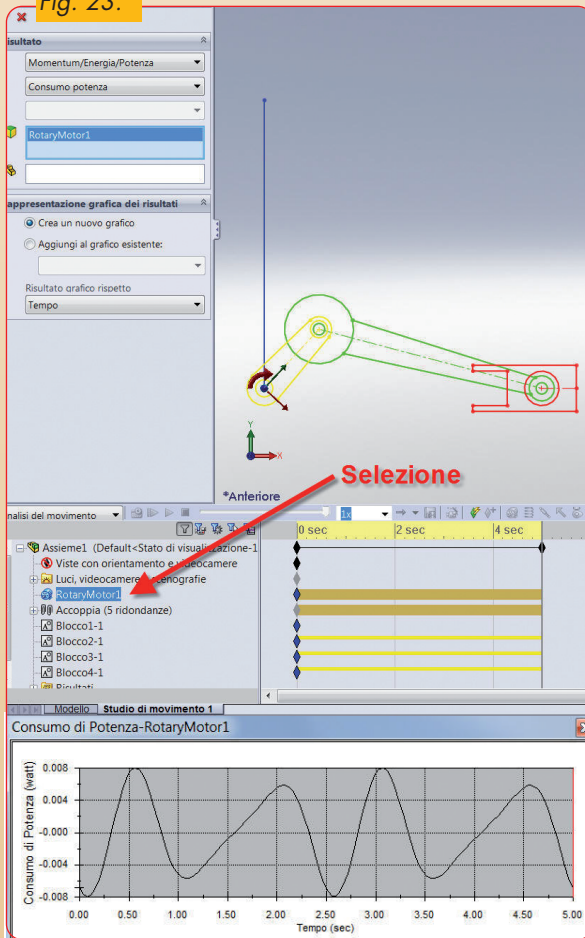 Fig. 23.
isultato
Momentum/Energia/Potenza
Consumo potenza
RotaryMotor1
appresentazione grafica dei risultati
Crea un nuovo grafico
Aggiungi al grafico esistente:
Risultato grafico rispetto
Tempo
Y
X
*Anteriore
Selezione
nalisi del movimento
1x
0 sec
2 sec
4 sec
Assieme1 (Default<Stato di visualizzazione-1
Viste con orientamento e videocamere
Luci, videocamere e scenografie
RotaryMotor1
Accoppia (5 ridondanze)
Blocco1-1
Blocco2-1
Blocco3-1
Blocco4-1
Risultati
Modello
Studio di movimento 1
Consumo di Potenza-RotaryMotor1
Consumo di Potenza (watt)
0.008
0.004
-0.000
-0.004
-0.008
0.00 0.50 1.00 1.50 2.00 2.50 3.00 3.50 4.00 4.50 5.00
Tempo (sec)